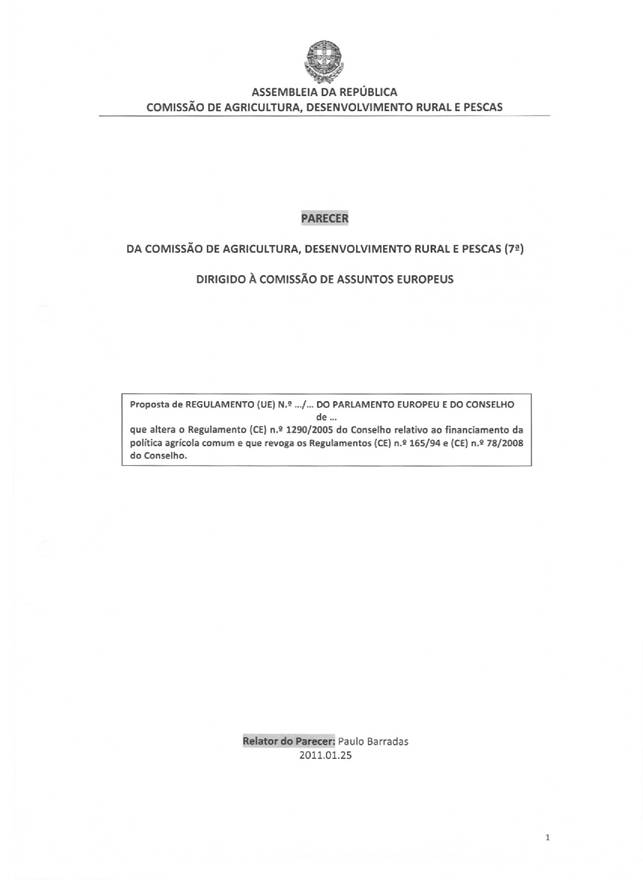 ASSEMBLEIA DA REPÚBLICA
COMISSÃO DE AGRICULTURA, DESENVOLVIMENTO RURAL E PESCAS
PARECER
DA COMISSÃO DE AGRICULTURA, DESENVOLVIMENTO RURAL E PESCAS (7ª)
DIRIGIDO À COMISSÃO DE ASSUNTOS EUROPEUS
Proposta de REGULAMENTO (UE) N.º .../... DO PARLAMENTO EUROPEU E DO CONSELHO
de ...
que altera o Regulamento (CE) n.º 1290/2005 do Conselho relativo ao financiamento da
política agrícola comum e que revoga os Regulamentos (CE) n.º 165/94 e (CE) n.º 78/2008
do Conselho.
Relator do Parecer: Paulo Barradas
2011.01.25
1